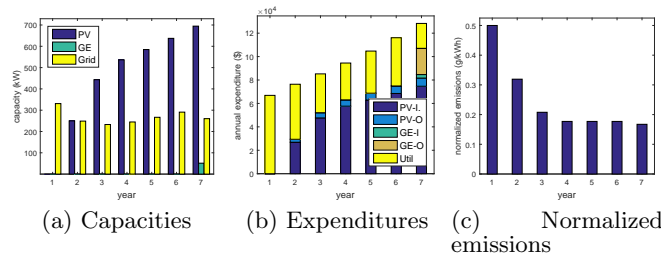 700
600
500
400
300
200
100
capacity (kW)
PV
GE
Grid
1 2 3 4 5 6 7
year
(a) Capacities
×10⁴
12
10
8
6
4
2
0
annual expenditure ($)
PV-I.
PV-O
GE-I
GE-O
Util
1 2 3 4 5 6 7
year
(b) Expenditures
0.5
0.4
0.3
0.2
0.1
0
normalized emissions (g/kWh)
1 2 3 4 5 6 7
year
(c) Normalized
emissions